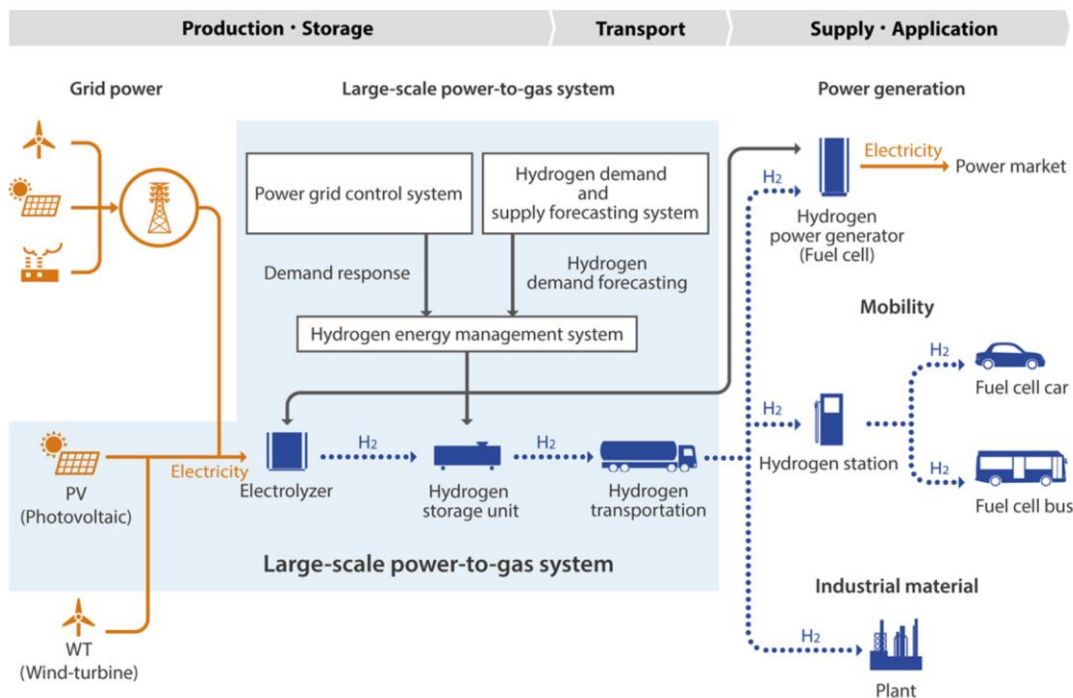 Production・Storage
Transport
Supply・Application
Grid power
Large-scale power-to-gas system
Power generation
Power grid control system
Hydrogen demand
and
supply forecasting system
Electricity
Power market
H2
Hydrogen
power generator
(Fuel cell)
Demand response
Hydrogen
demand forecasting
Hydrogen energy management system
Mobility
H2
Fuel cell car
H2
Hydrogen station
H2
Fuel cell bus
PV
(Photovoltaic)
Electricity
Electrolyzer
H2
Hydrogen
storage unit
H2
Hydrogen
transportation
Large-scale power-to-gas system
WT
(Wind-turbine)
Industrial material
H2
Plant